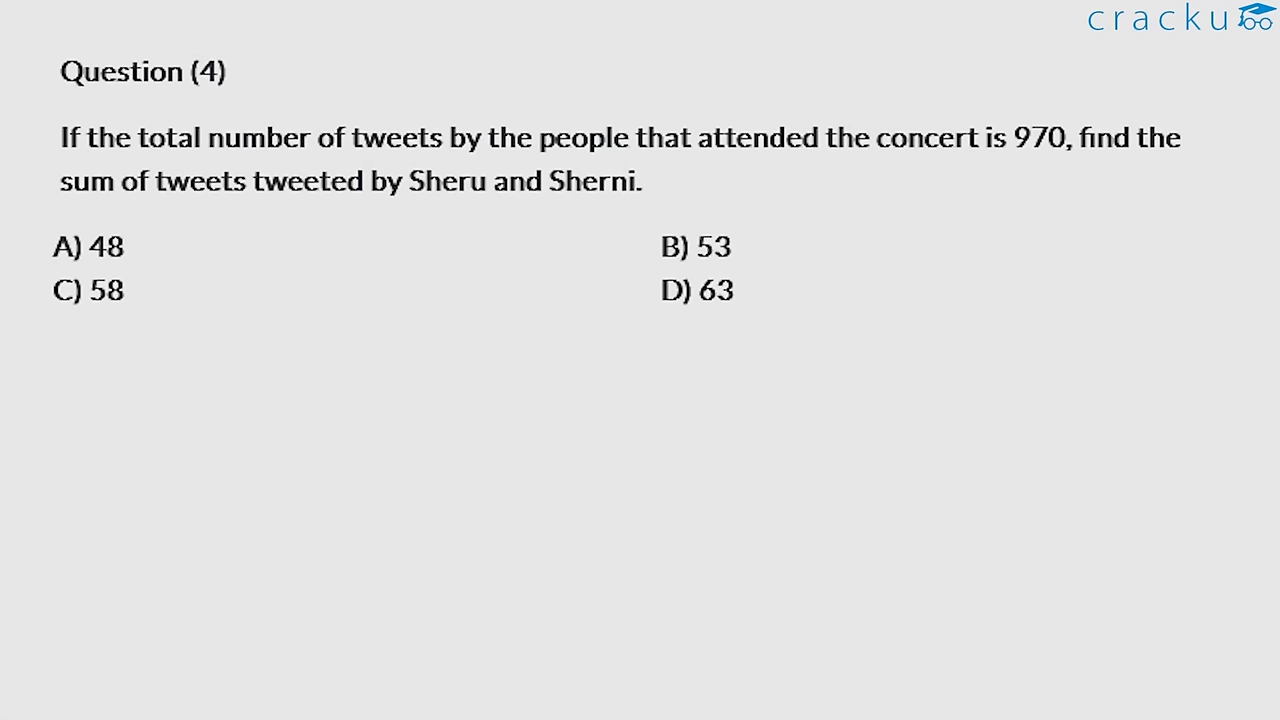 cracku
Question (4)
If the total number of tweets by the people that attended the concert is 970, find the
sum of tweets tweeted by Sheru and Sherni.
A) 48
B) 53
C) 58
D) 63